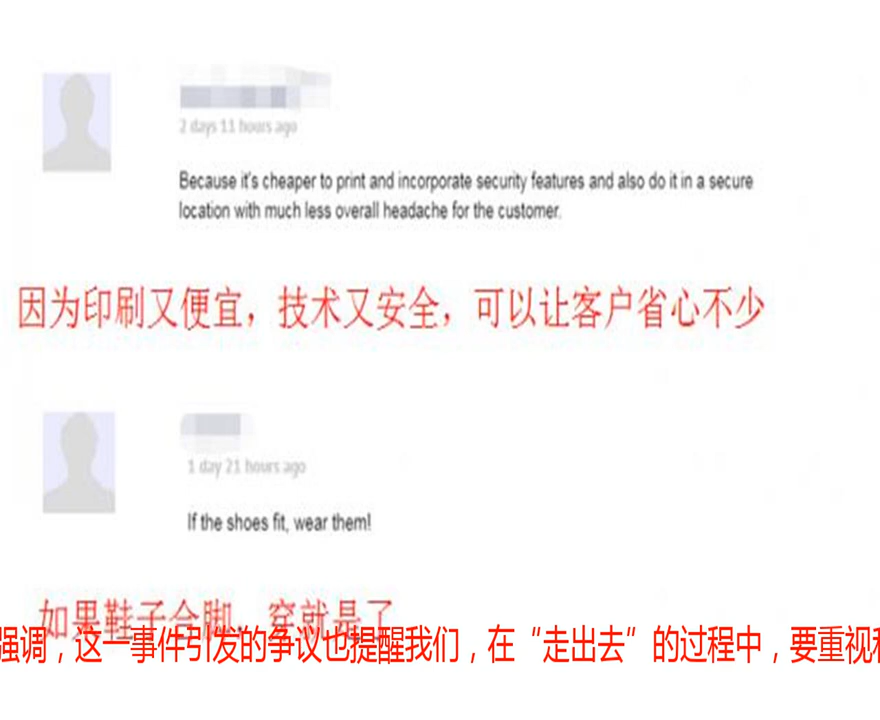 2 days 11 hours ago
Because it's cheaper to print and incorporate security features and also do it in a secure
location with much less overall headache for the customer.
因为印刷又便宜，技术又安全，可以让客户省心不少
1 day 21 hours ago
If the shoes fit, wear them!
如果鞋子合脚，穿就是了
强调，这一事件引发的争议也提醒我们，在“走出去”的过程中，要重视